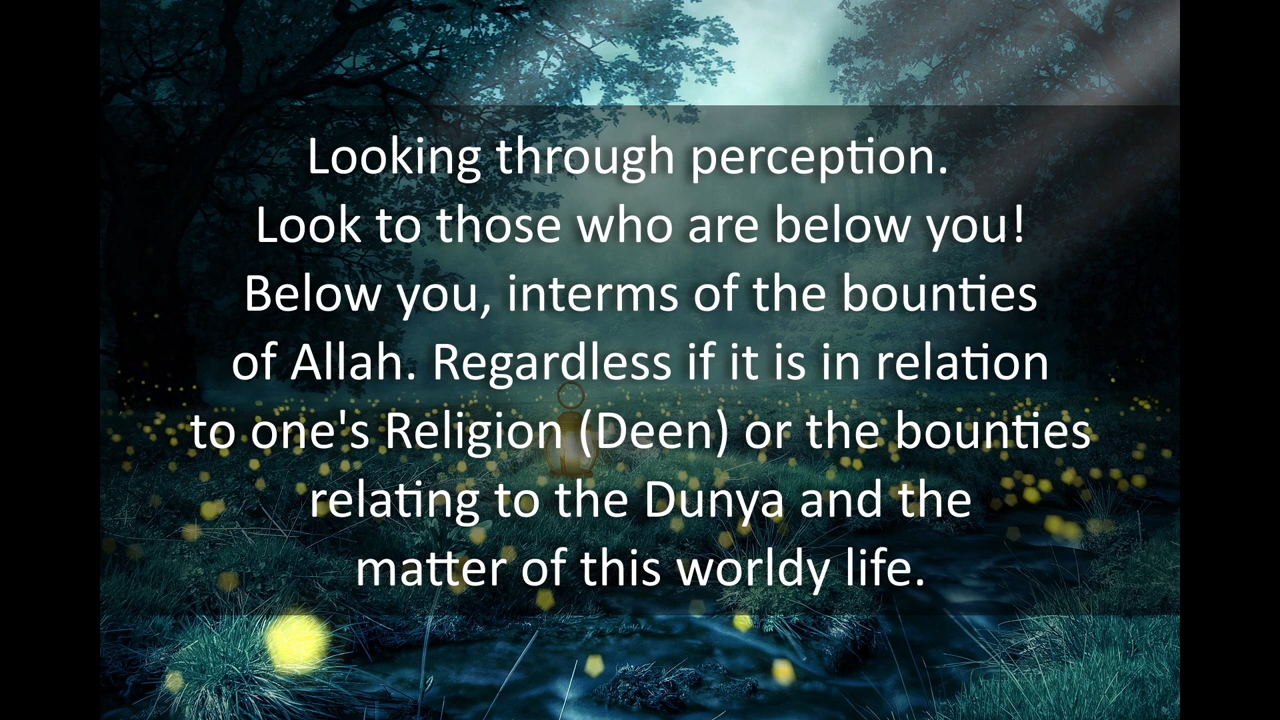 Looking through perception.
Look to those who are below you!
Below you, interms of the bounties
of Allah. Regardless if it is in relation
to one's Religion (Deen) or the bounties
relating to the Dunya and the
matter of this worldy life.